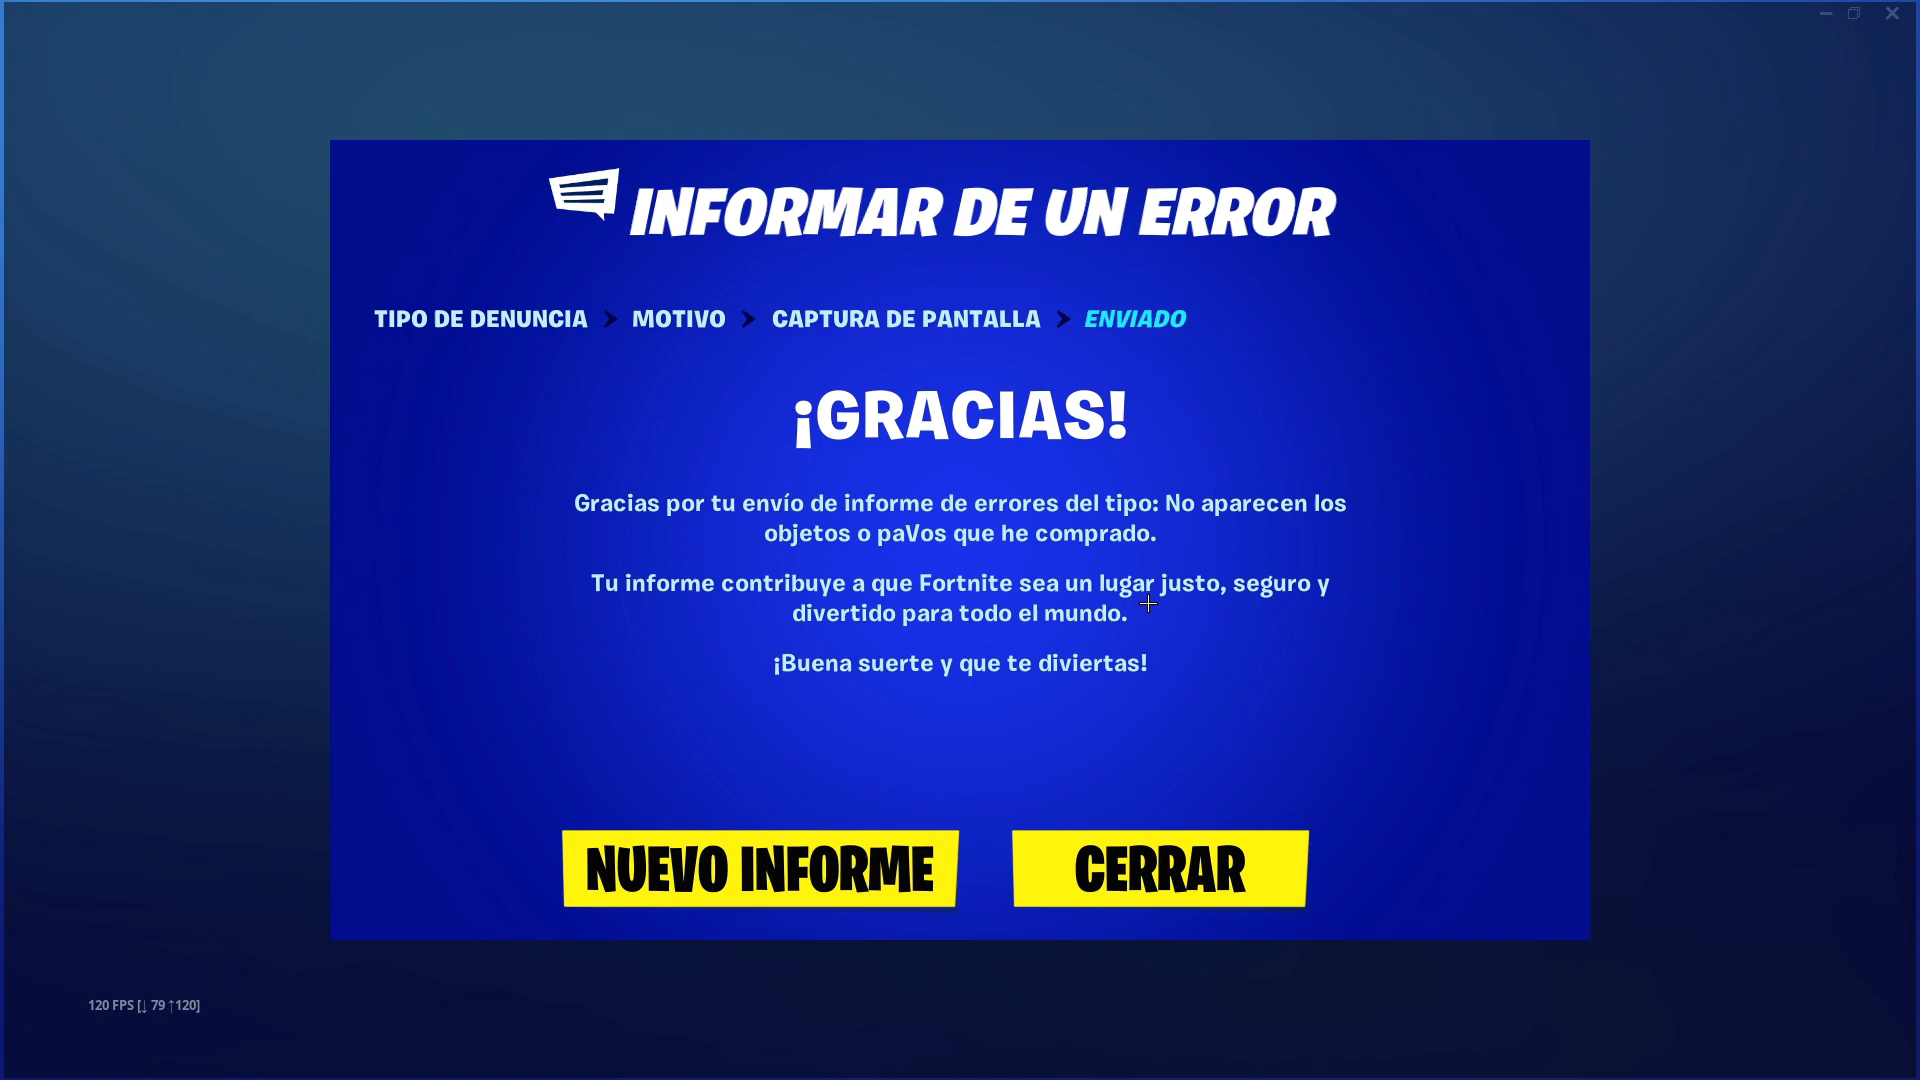 INFORMAR DE UN ERROR
TIPO DE DENUNCIA > MOTIVO > CAPTURA DE PANTALLA > ENVIADO
¡GRACIAS!
Gracias por tu envío de informe de errores del tipo: No aparecen los
objetos o paVos que he comprado.
Tu informe contribuye a que Fortnite sea un lugar justo, seguro y
divertido para todo el mundo.
¡Buena suerte y que te diviertas!
NUEVO INFORME
CERRAR
120 FPS [↓ 79 ↑120]